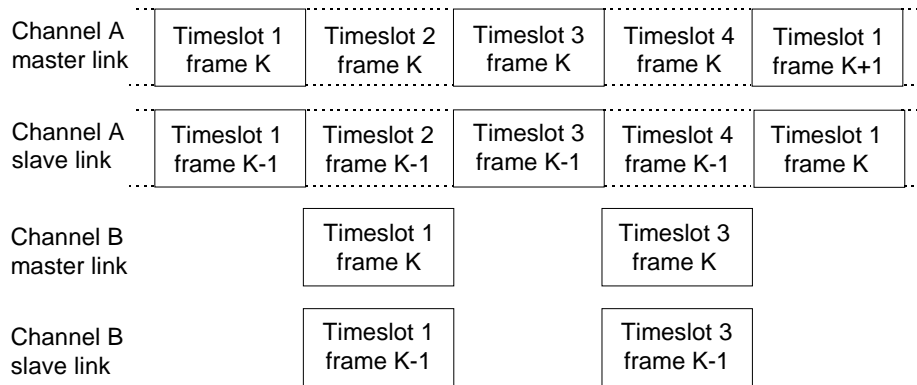 Channel A
master link
Timeslot 1
frame K
Timeslot 2
frame K
Timeslot 3
frame K
Timeslot 4
frame K
Timeslot 1
frame K+1
Channel A
slave link
Timeslot 1
frame K-1
Timeslot 2
frame K-1
Timeslot 3
frame K-1
Timeslot 4
frame K-1
Timeslot 1
frame K
Channel B
master link
Timeslot 1
frame K
Timeslot 3
frame K
Channel B
slave link
Timeslot 1
frame K-1
Timeslot 3
frame K-1